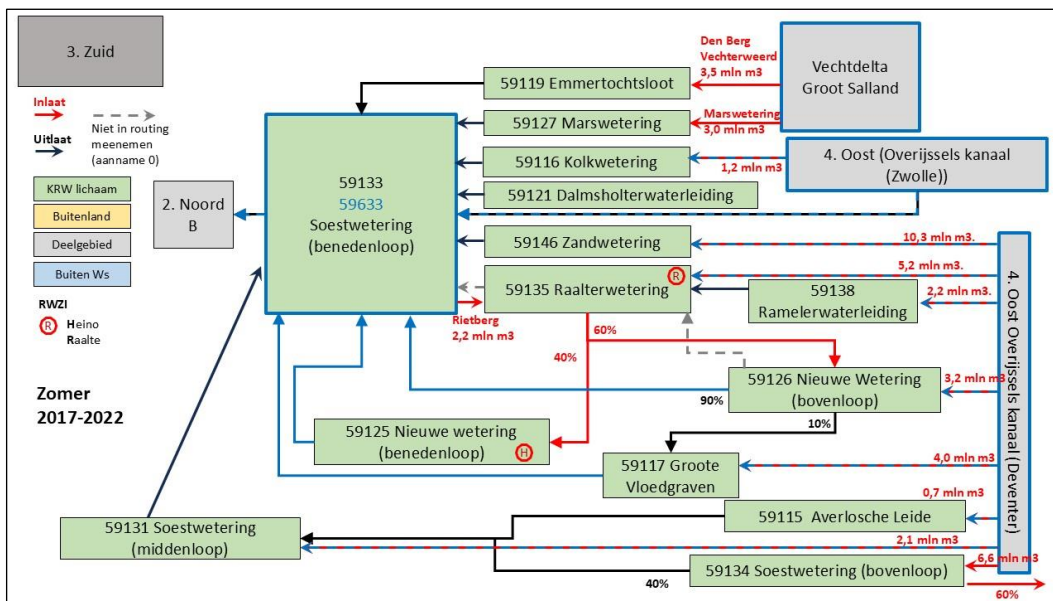 3. Zuid
Inlaat
Uitlaat
Niet in routing
meenemen
(aanname 0)
KRW lichaam
Buitenland
Deelgebied
Buiten Ws
RWZI
R
Heino
Raalte
Zomer
2017-2022
2. Noord
B
59133
59633
Soestwetering
(benedenloop)
59119 Emmertochtsloot
Den Berg
Vechterweerd
3,5 mln m3
Vechtdelta
Groot Salland
59127 Marswetering
Marswetering
3,0 mln m3
59116 Kolkwetering
1,2 mln m3
4. Oost (Overijssels kanaal
(Zwolle))
59121 Dalmsholterwaterleiding
59146 Zandwetering
10,3 mln m3.
59135 Raalterwetering
R
5,2 mln m3.
59138
Ramelerwaterleiding
2,2 mln m3.
Rietberg
2,2 mln m3
60%
40%
59126 Nieuwe Wetering
(bovenloop)
3,2 mln m3
90%
10%
59125 Nieuwe wetering
(benedenloop)
H
59117 Groote
Vloedgraven
4,0 mln m3
0,7 mln m3
59115 Averlosche Leide
59131 Soestwetering
(middenloop)
2,1 mln m3
59134 Soestwetering (bovenloop)
6,6 mln m3
40%
60%
4. Oost Overijssels kanaal (Deventer)